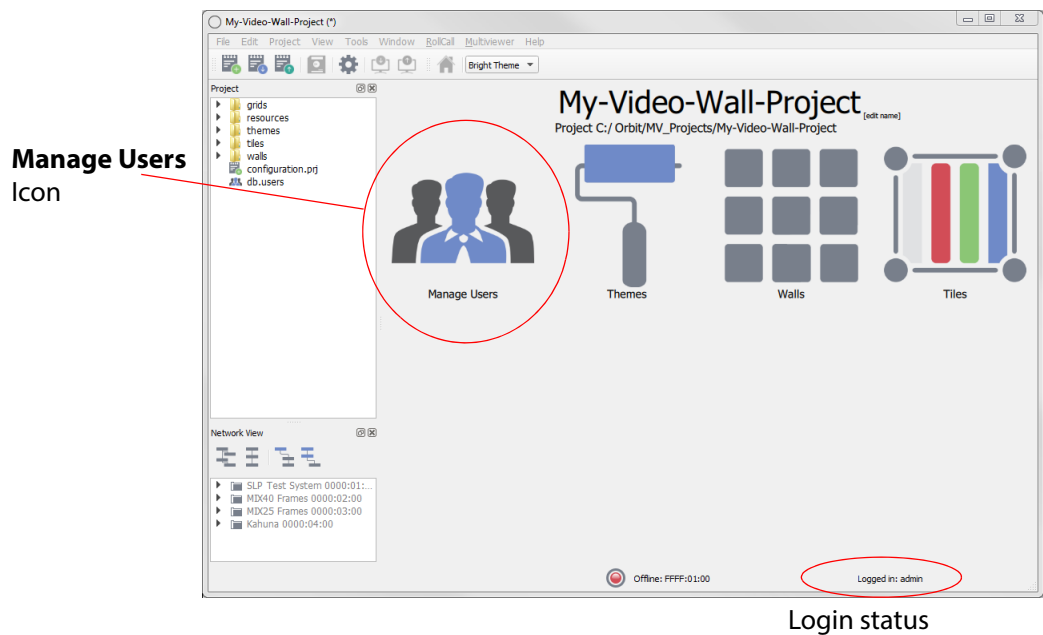 My-Video-Wall-Project (*)
File Edit Project View Tools Window RollCall Multiviewer Help
Bright Theme
Project
grids
resources
themes
tiles
walls
configuration.prj
db.users
My-Video-Wall-Project [edit name]
Project C:/ Orbit/MV_Projects/My-Video-Wall-Project
Manage Users
Icon
Manage Users
Themes
Walls
Tiles
Network View
SLP Test System 0000:01:...
MIX40 Frames 0000:02:00
MIX25 Frames 0000:03:00
Kahuna 0000:04:00
Offline: FFFF:01:00
Logged in: admin
Login status